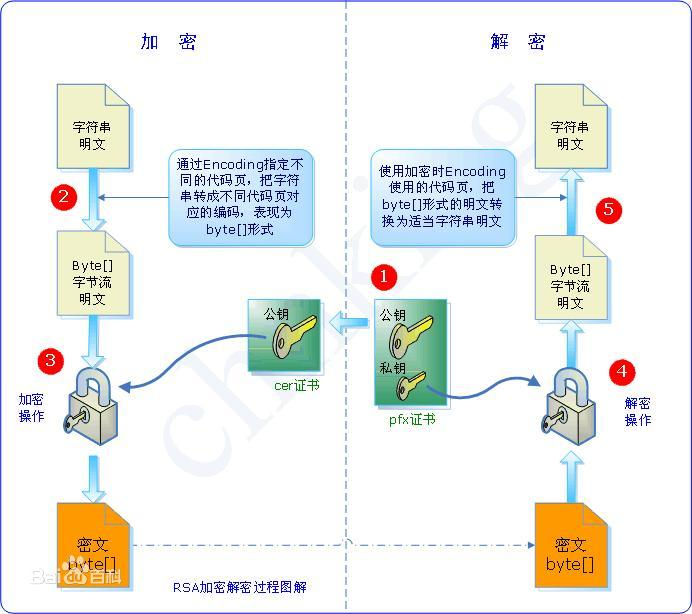 加 密
解 密
字符串
明文
字符串
明文
2
通过Encoding指定不
同的代码页，把字符
串转成不同代码页对
应的编码，表现为
byte[]形式
使用加密时Encoding
使用的代码页，把
byte[]形式的明文转
换为适当字符串明文
5
Byte[]
字节流
明文
Byte[]
字节流
明文
1
公钥
cer证书
公钥
私钥
pfx证书
3
加密
操作
4
解密
操作
密文
byte[]
密文
byte[]
Bai百科
RSA加密解密过程图解